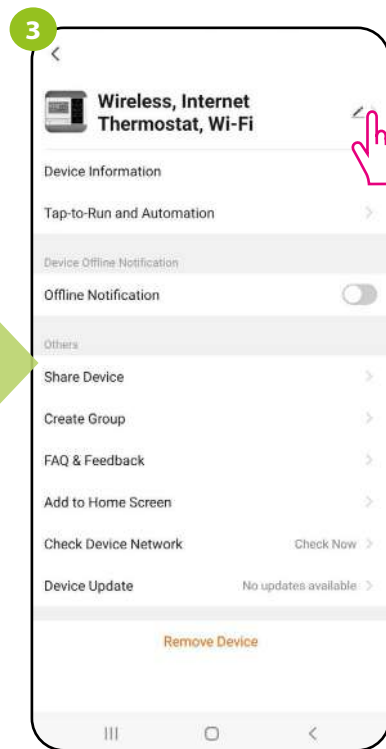 3
Wireless, Internet
Thermostat, Wi-Fi
Device Information
Tap-to-Run and Automation
Device Offline Notification
Offline Notification
Others
Share Device
Create Group
FAQ & Feedback
Add to Home Screen
Check Device Network Check Now
Device Update No updates available
Remove Device